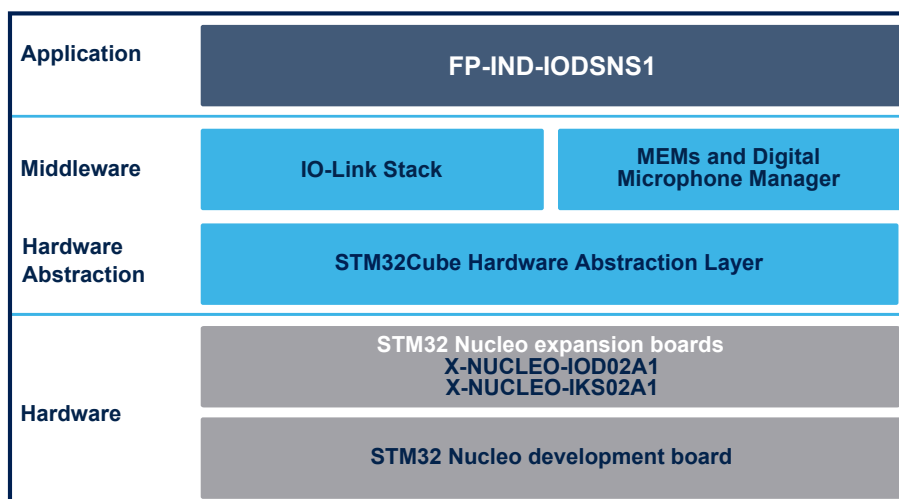 Application
FP-IND-IODSNS1
Middleware
IO-Link Stack
MEMs and Digital
Microphone Manager
Hardware
Abstraction
STM32Cube Hardware Abstraction Layer
Hardware
STM32 Nucleo expansion boards
X-NUCLEO-IOD02A1
X-NUCLEO-IKS02A1
STM32 Nucleo development board